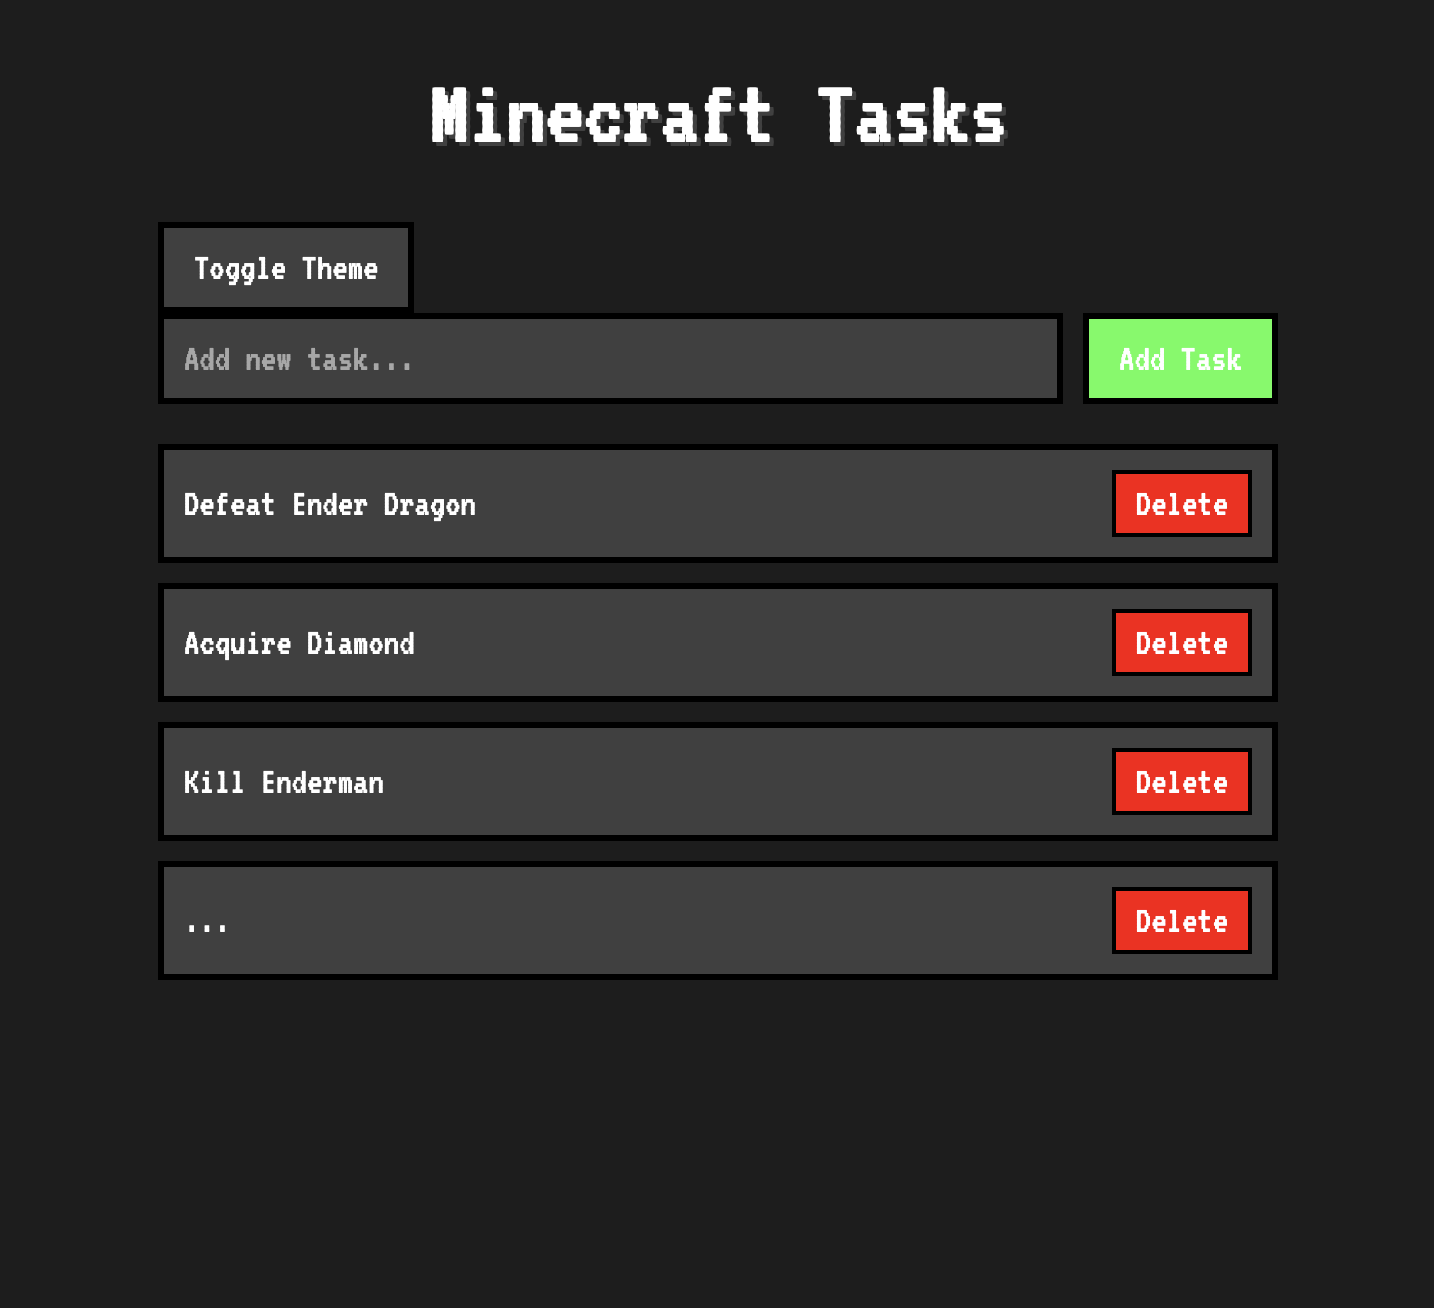 Minecraft Tasks
Toggle Theme
Add new task...
Add Task
Defeat Ender Dragon
Delete
Acquire Diamond
Delete
Kill Enderman
Delete
...
Delete